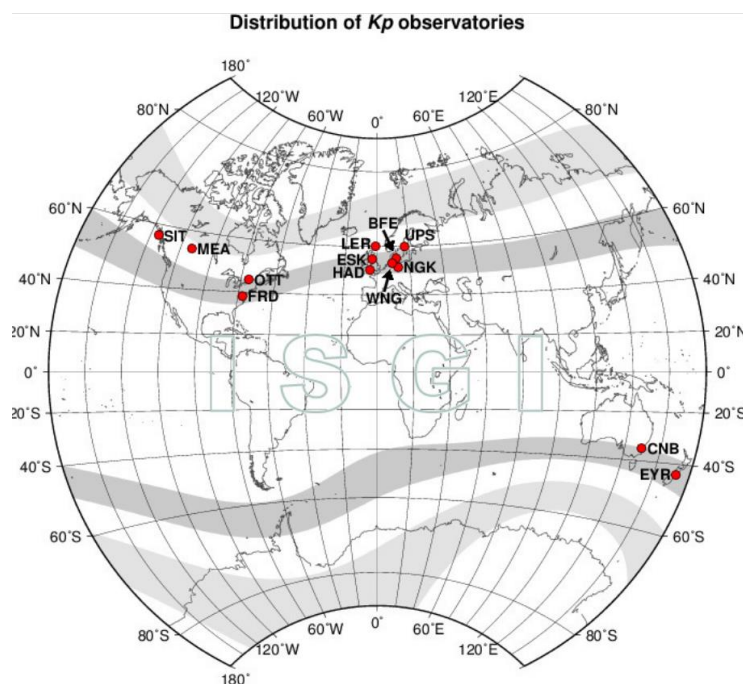 Distribution of Kp observatories
180°
120°W
120°E
80°N
60°W
60°E
80°N
0°
60°N
60°N
BFE
SIT
LER
UPS
MEA
ESK
NGK
40°N
HAD
40°N
OTT
FRD
WNG
20°N
20°N
ISGI
0°
0°
20°S
20°S
CNB
40°S
EYR
40°S
60°S
60°S
0°
60°W
60°E
80°S
80°S
120°W
120°E
180°